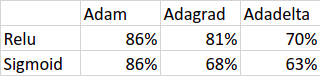 Adam Adagrad Adadelta
Relu 86% 81% 70%
Sigmoid 86% 68% 63%